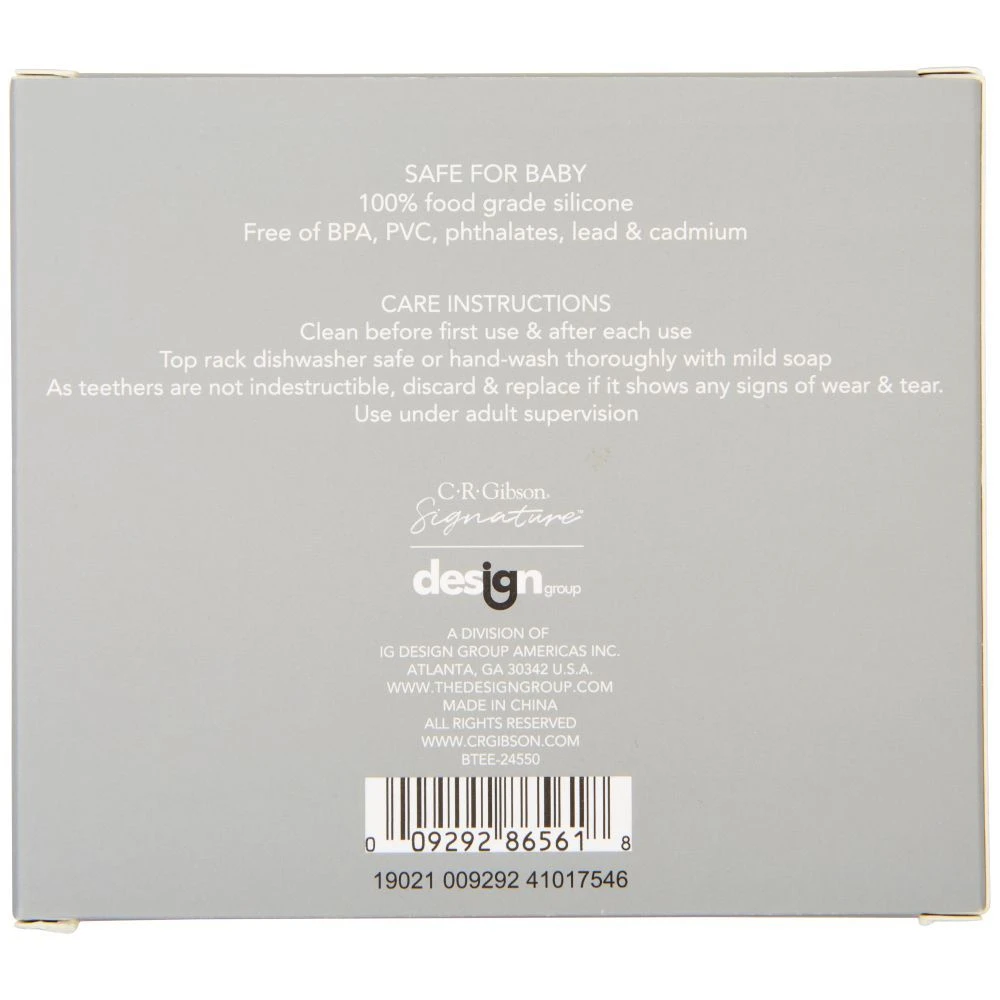 SAFE FOR BABY
100% food grade silicone
Free of BPA, PVC, phthalates, lead & cadmium
CARE INSTRUCTIONS
Clean before first use & after each use
Top rack dishwasher safe or hand-wash thoroughly with mild soap
As teethers are not indestructible, discard & replace if it shows any signs of wear & tear.
Use under adult supervision
C·R·Gibson®
Signature™
design group
A DIVISION OF
IG DESIGN GROUP AMERICAS INC.
ATLANTA, GA 30342 U.S.A.
WWW.THEDESIGNGROUP.COM
MADE IN CHINA
ALL RIGHTS RESERVED
WWW.CRGIBSON.COM
BTEE-24550
0 09292 86561 8
19021 009292 41017546